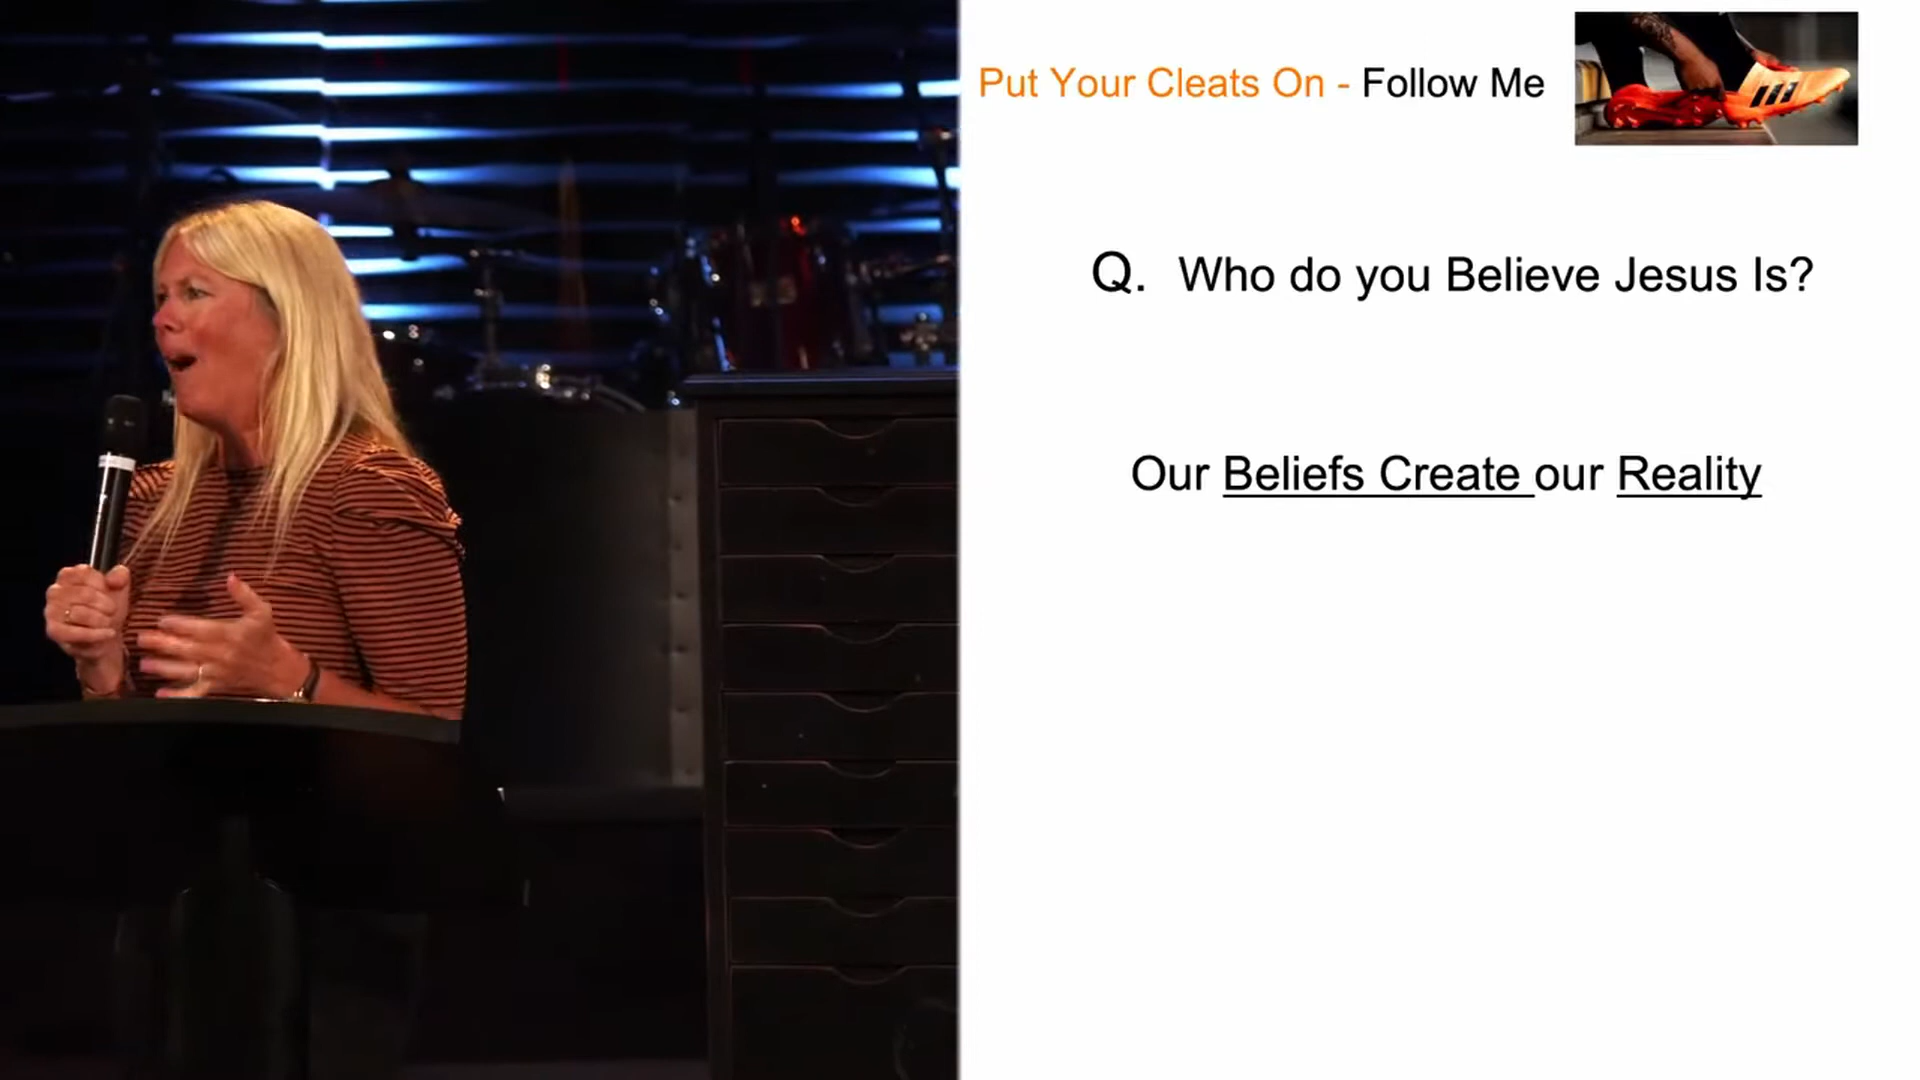 Put Your Cleats On - Follow Me
Q. Who do you Believe Jesus Is?
Our Beliefs Create our Reality